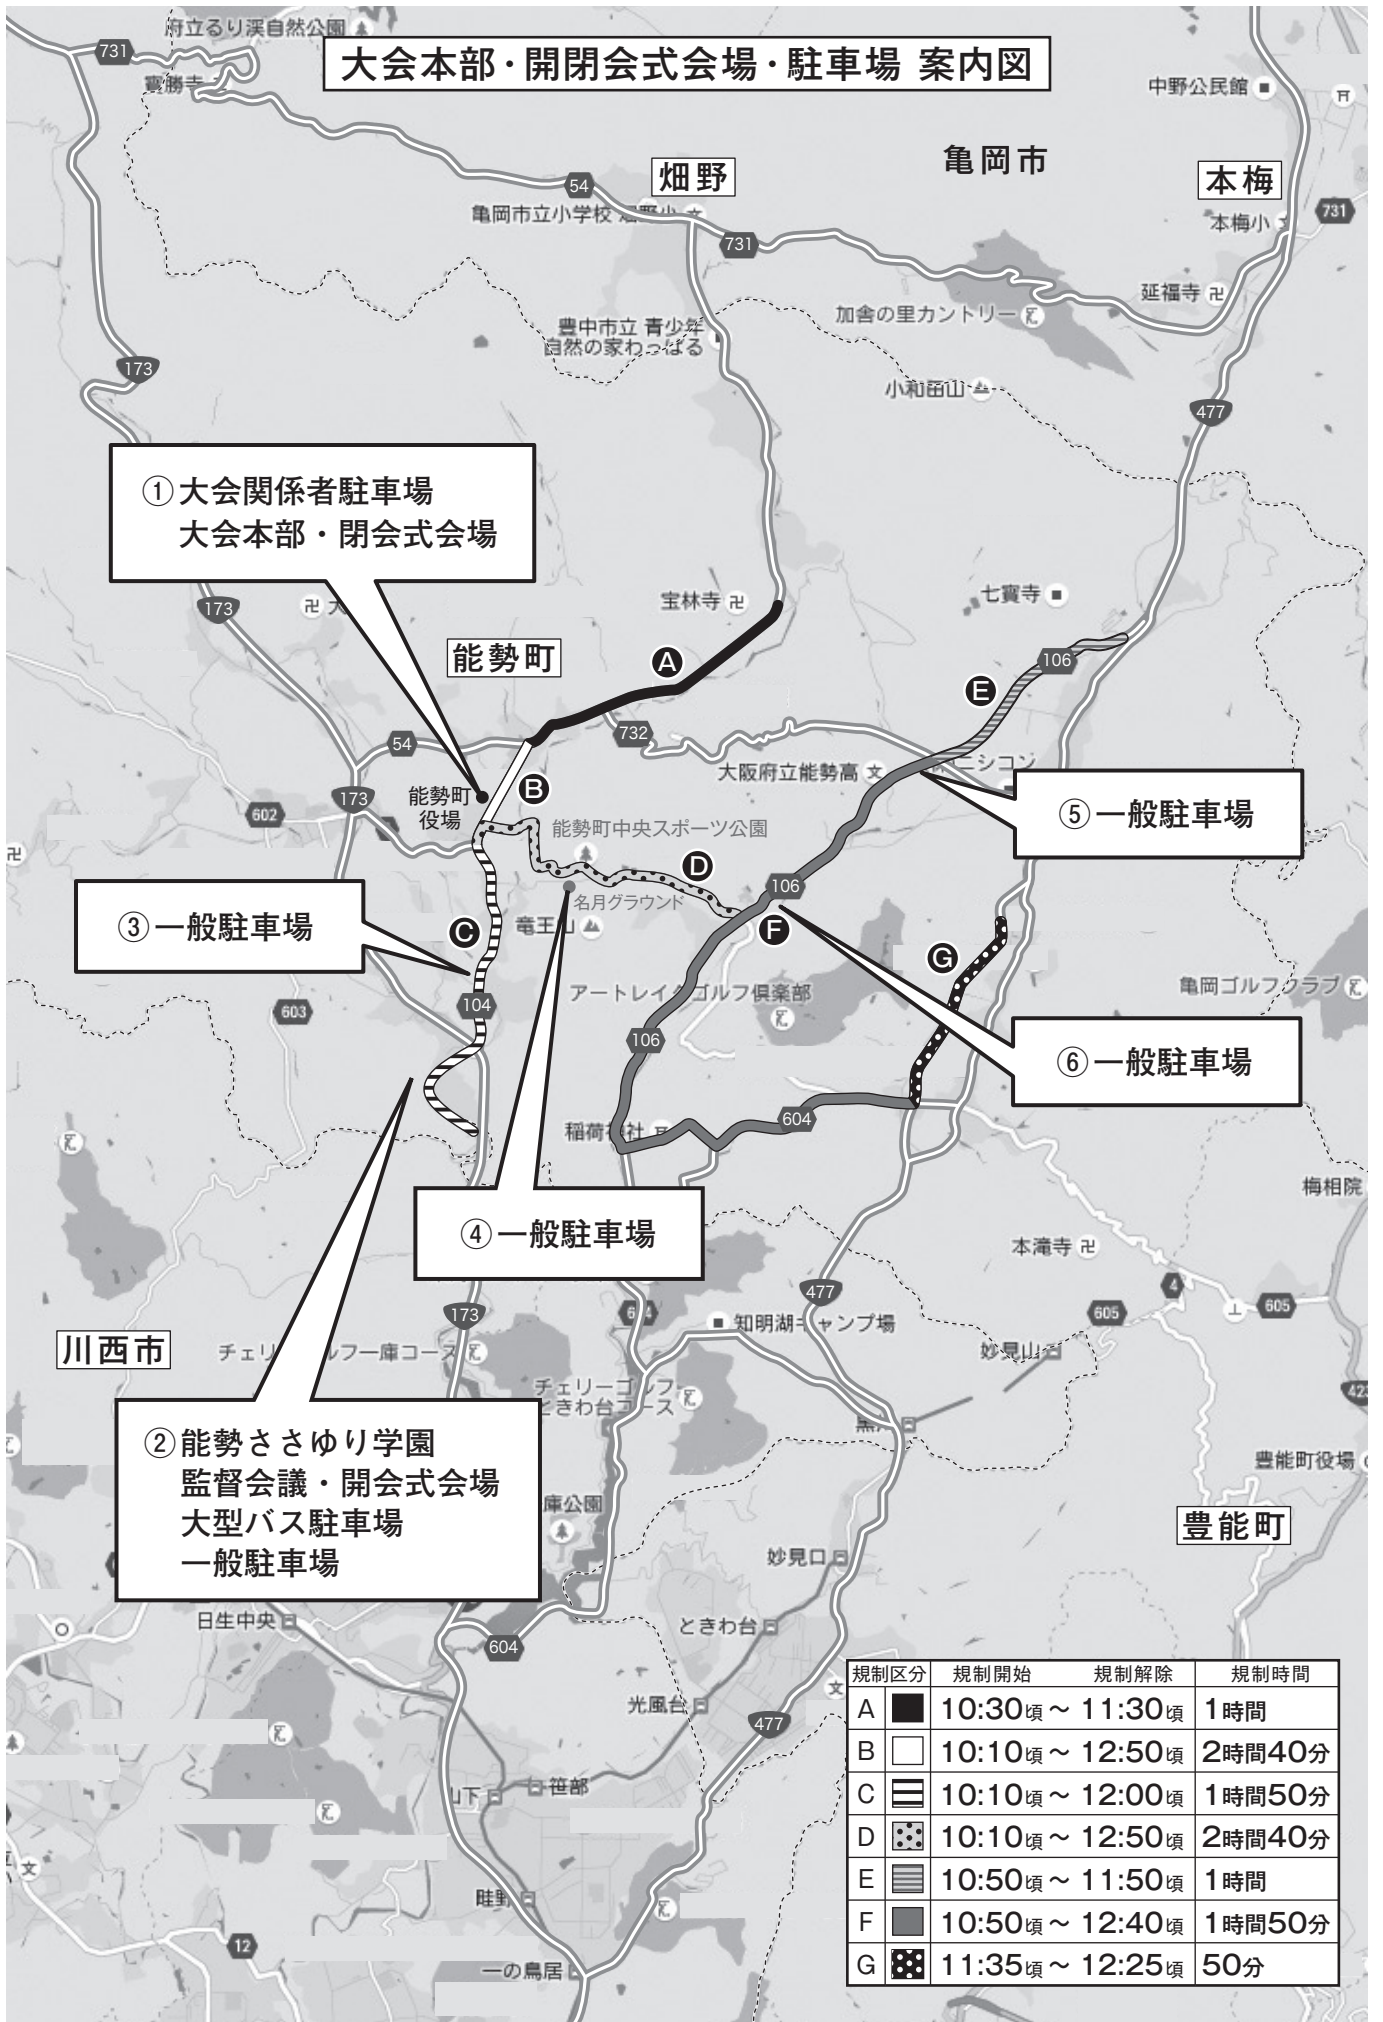 府立るり渓自然公園
731
大会本部・開閉会式会場・駐車場 案内図
中野公民館
亀岡市
54
畑野
本梅
亀岡市立小学校 畑野小
731
本梅小
731
延福寺
加舎の里カントリー
豊中市立 青少年
自然の家わっぱる
173
小和田山
477
①大会関係者駐車場
大会本部・閉会式会場
宝林寺
七寳寺
173
能勢町
A
106
E
732
54
大阪府立能勢高
ニシコン
能勢町
役場
B
173
602
⑤一般駐車場
能勢町中央スポーツ公園
D
106
名月グラウンド
③一般駐車場
C
F
G
アートレイクゴルフ倶楽部
亀岡ゴルフクラブ
104
603
106
⑥一般駐車場
604
梅相院
④一般駐車場
本滝寺
477
4
605
605
173
知明湖キャンプ場
妙見山
川西市
チェリーゴルフ
ときわ台コース
423
②能勢ささゆり学園
監督会議・開会式会場
大型バス駐車場
一般駐車場
豊能町役場
庫公園
豊能町
妙見口
日生中央
ときわ台
604
光風台
477
山下
笹部
畦野
12
一の鳥居
規制区分 規制開始 規制解除 規制時間
A 10:30頃～11:30頃 1時間
B 10:10頃～12:50頃 2時間40分
C 10:10頃～12:00頃 1時間50分
D 10:10頃～12:50頃 2時間40分
E 10:50頃～11:50頃 1時間
F 10:50頃～12:40頃 1時間50分
G 11:35頃～12:25頃 50分